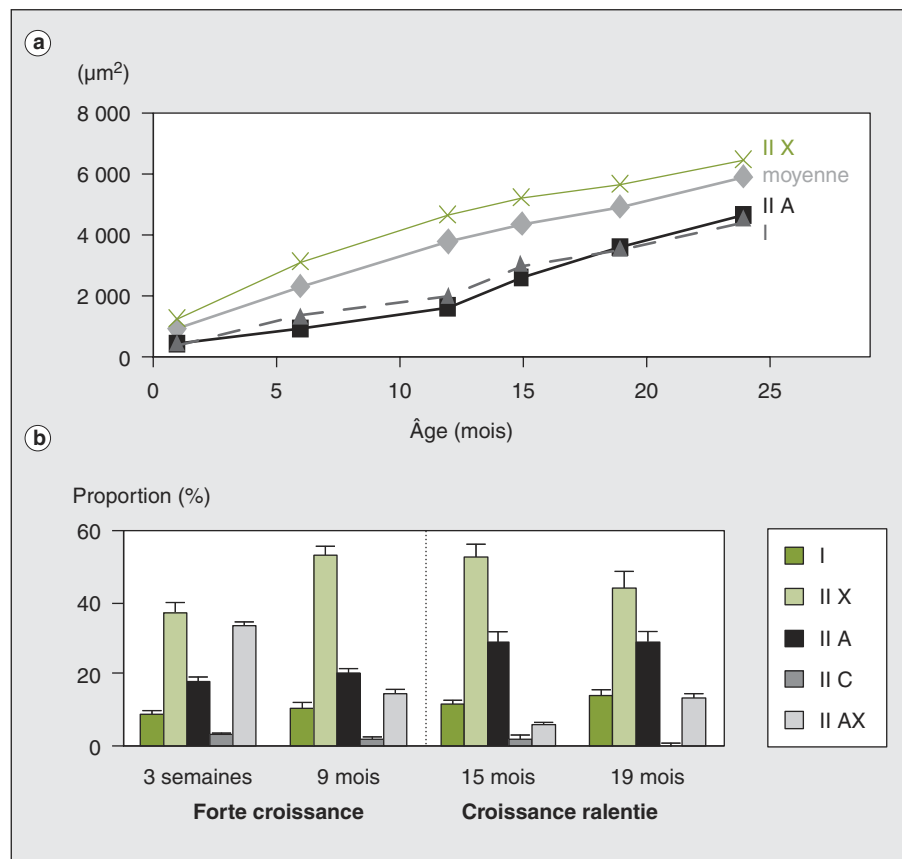 a
(µm²)
8 000
6 000
4 000
2 000
0
II X
moyenne
II A
I
0 5 10 15 20 25
Âge (mois)
b
Proportion (%)
60
40
20
0
3 semaines 9 mois 15 mois 19 mois
Forte croissance Croissance ralentie
I
II X
II A
II C
II AX